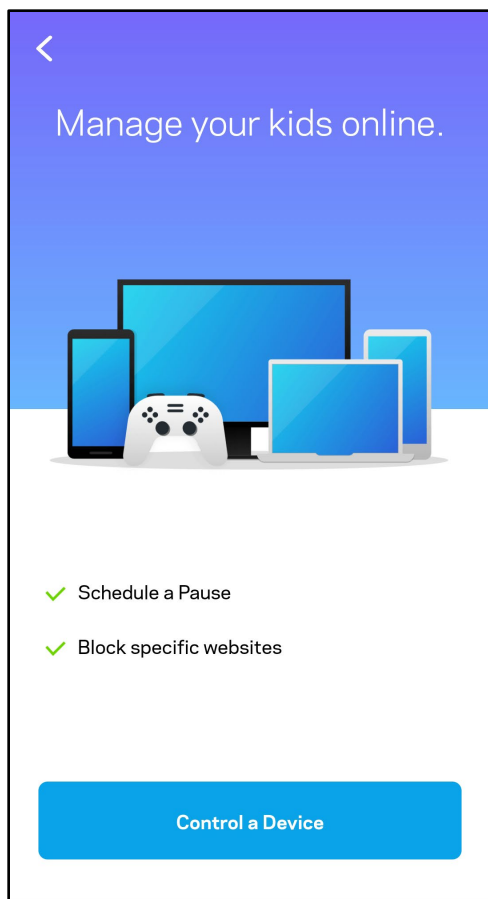 Manage your kids online.
Schedule a Pause
Block specific websites
Control a Device